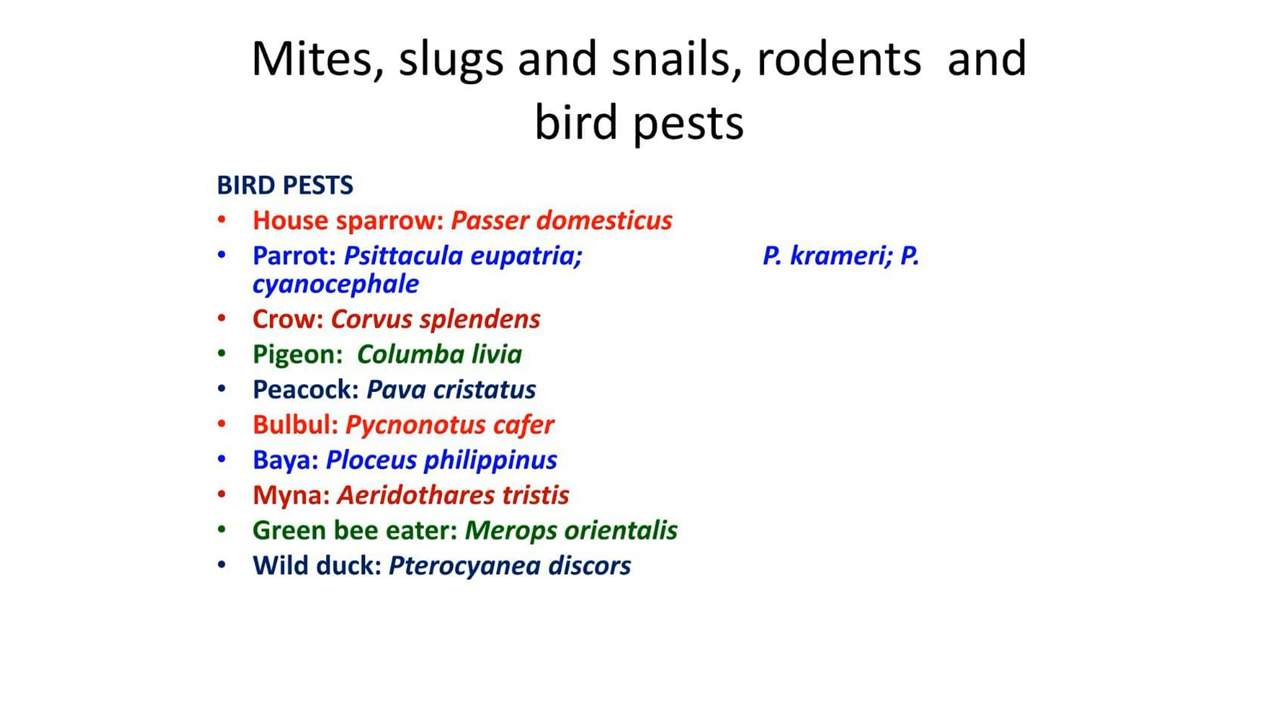 Mites, slugs and snails, rodents and
bird pests
BIRD PESTS
• House sparrow: Passer domesticus
• Parrot: Psittacula eupatria; P. krameri; P.
cyanocephale
• Crow: Corvus splendens
• Pigeon: Columba livia
• Peacock: Pava cristatus
• Bulbul: Pycnonotus cafer
• Baya: Ploceus philippinus
• Myna: Aeridothares tristis
• Green bee eater: Merops orientalis
• Wild duck: Pterocyanea discors